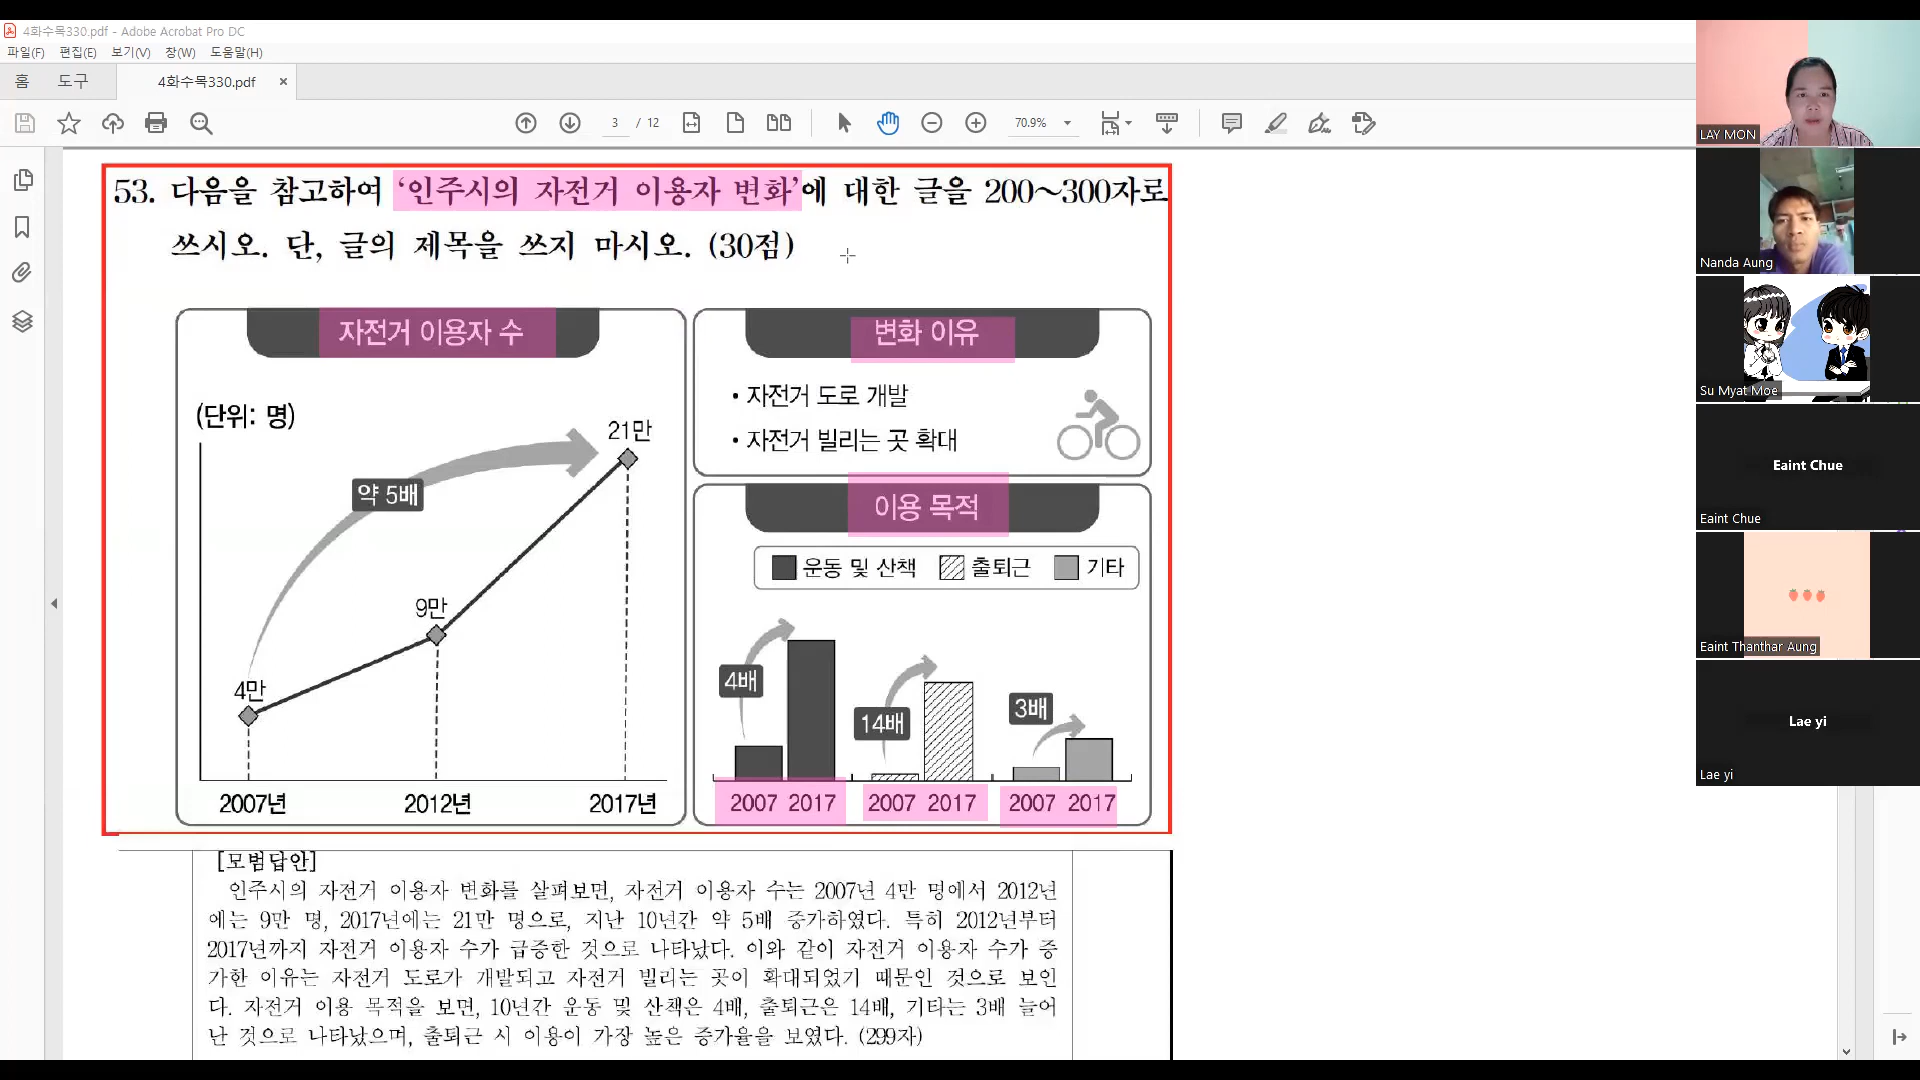 4화수목330.pdf - Adobe Acrobat Pro DC
파일(F) 편집(E) 보기(V) 창(W) 도움말(H)
홈 도구 4화수목330.pdf ×
3 / 12 70.9%
53. 다음을 참고하여 ‘인주시의 자전거 이용자 변화’에 대한 글을 200～300자로
쓰시오. 단, 글의 제목을 쓰지 마시오. (30점)
자전거 이용자 수
(단위: 명)
21만
약 5배
9만
4만
2007년 2012년 2017년
변화 이유
• 자전거 도로 개발
• 자전거 빌리는 곳 확대
이용 목적
운동 및 산책 출퇴근 기타
4배 14배 3배
2007 2017 2007 2017 2007 2017
[모범답안]
인주시의 자전거 이용자 변화를 살펴보면, 자전거 이용자 수는 2007년 4만 명에서 2012년
에는 9만 명, 2017년에는 21만 명으로, 지난 10년간 약 5배 증가하였다. 특히 2012년부터
2017년까지 자전거 이용자 수가 급증한 것으로 나타났다. 이와 같이 자전거 이용자 수가 증
가한 이유는 자전거 도로가 개발되고 자전거 빌리는 곳이 확대되었기 때문인 것으로 보인
다. 자전거 이용 목적을 보면, 10년간 운동 및 산책은 4배, 출퇴근은 14배, 기타는 3배 늘어
난 것으로 나타났으며, 출퇴근 시 이용이 가장 높은 증가율을 보였다. (299자)
LAY MON
Nanda Aung
Su Myat Moe
Eaint Chue
Eaint Chue
Eaint Thanthar Aung
Lae yi
Lae yi